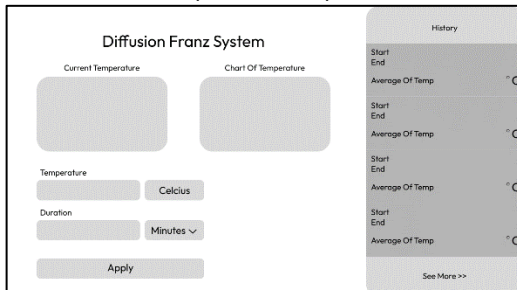 Diffusion Franz System
Current Temperature
Chart Of Temperature
Temperature
Celcius
Duration
Minutes
Apply
History
Start
End
Average Of Temp °C
Start
End
Average Of Temp °C
Start
End
Average Of Temp °C
Start
End
Average Of Temp °C
See More >>